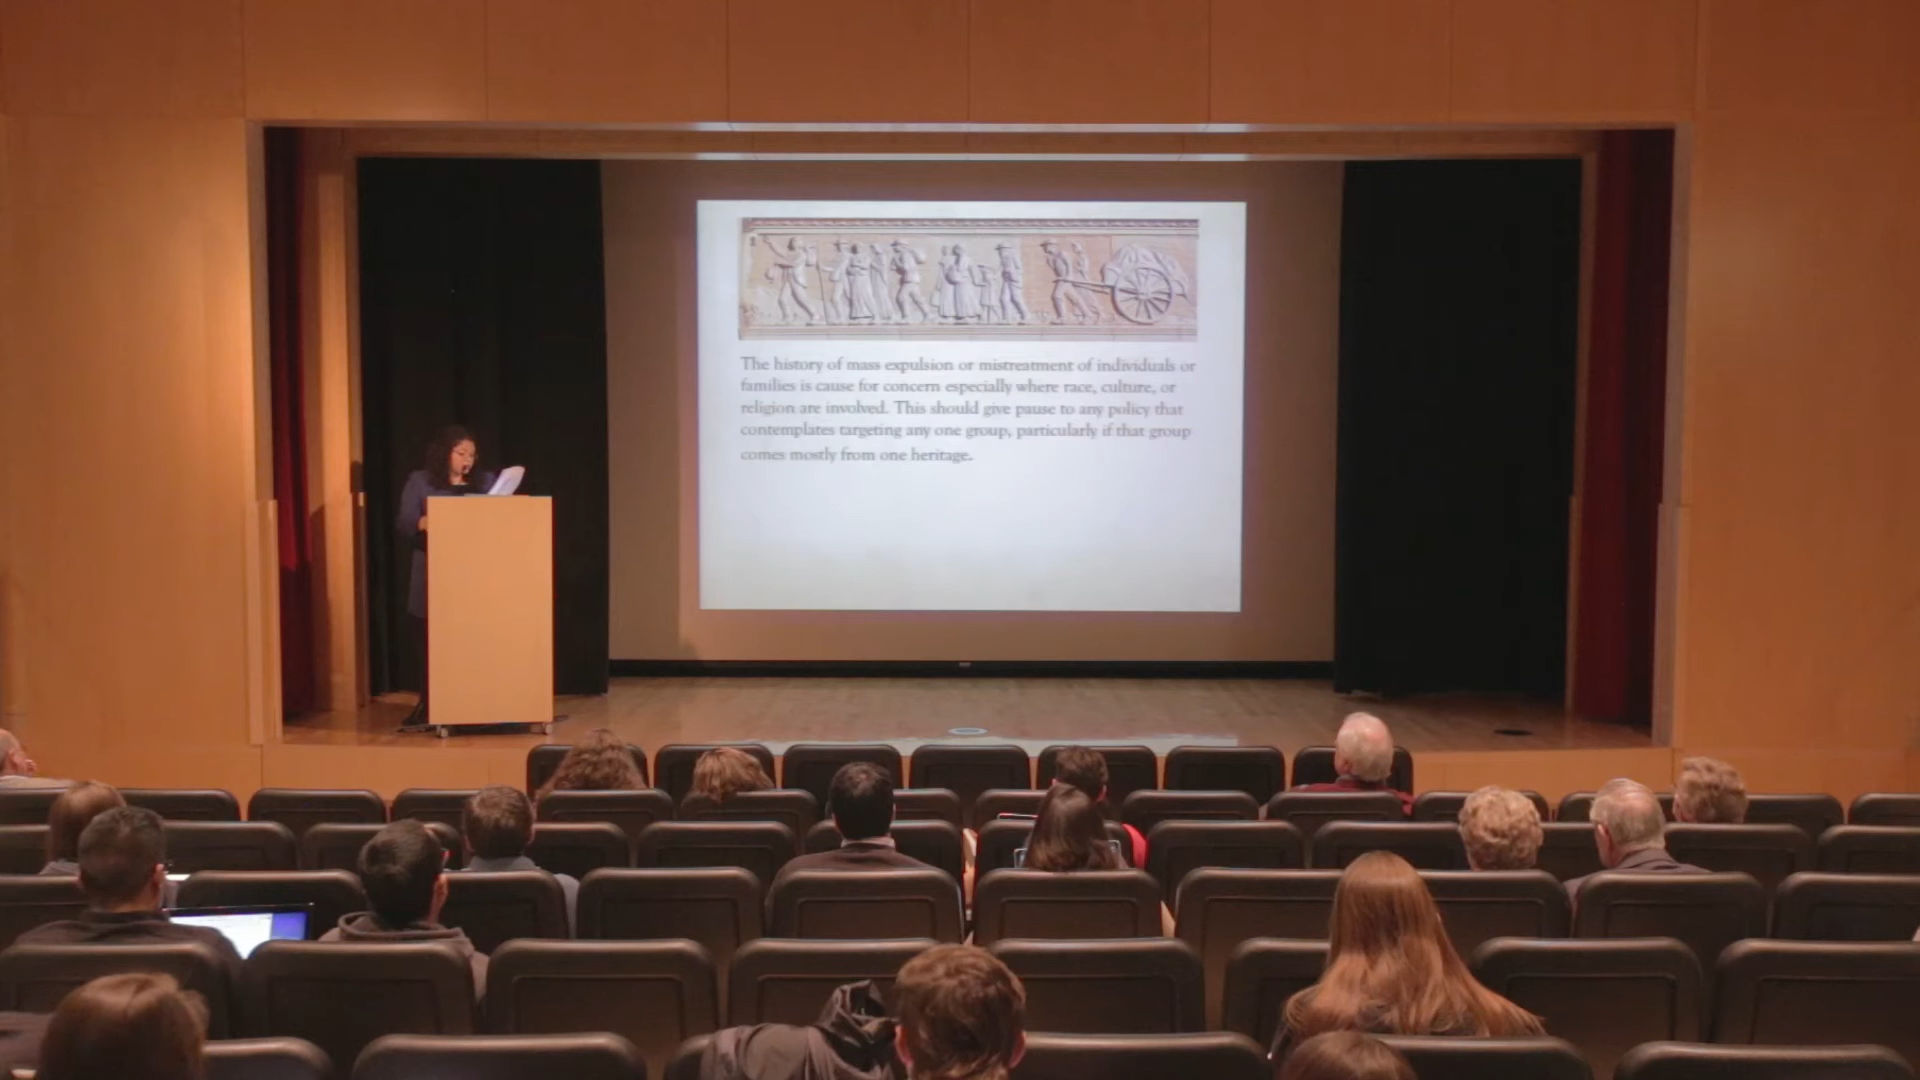 The history of mass expulsion or mistreatment of individuals or
families is cause for concern especially where race, culture, or
religion are involved. This should give pause to any policy that
contemplates targeting any one group, particularly if that group
comes mostly from one heritage.